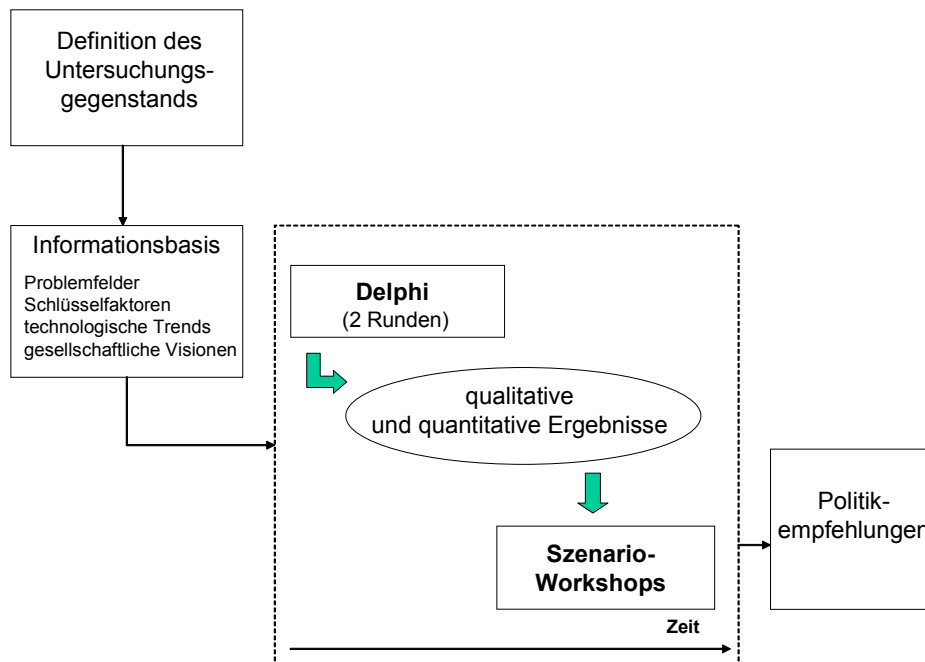 Definition des
Untersuchungs-
gegenstands
Informationsbasis
Problemfelder
Schlüsselfaktoren
technologische Trends
gesellschaftliche Visionen
Delphi
(2 Runden)
qualitative
und quantitative Ergebnisse
Szenario-
Workshops
Zeit
Politik-
empfehlungen